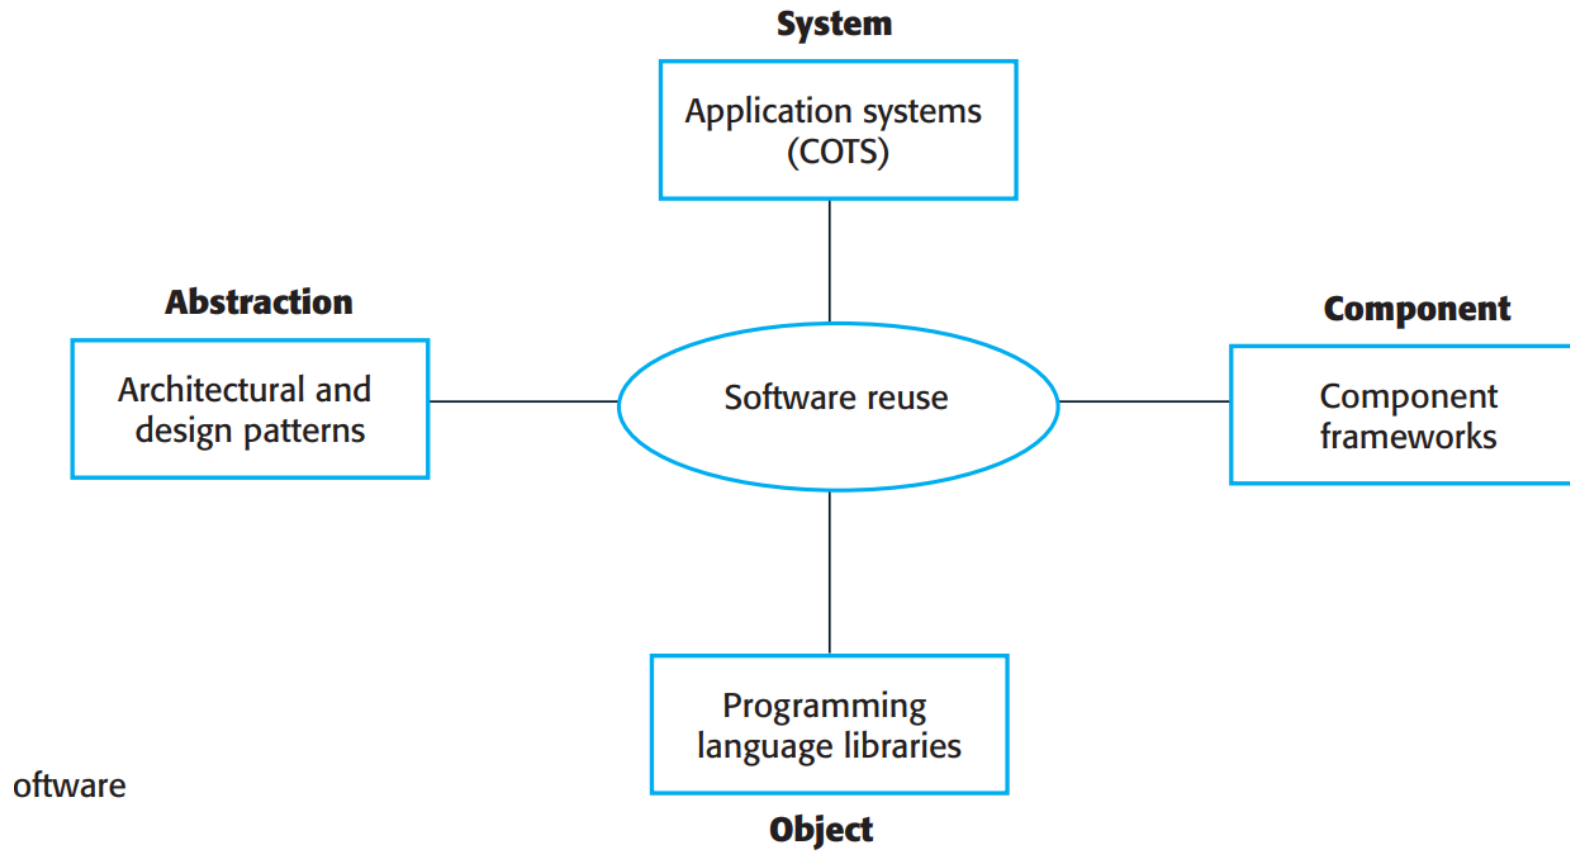 System
Application systems
(COTS)
Abstraction
Architectural and
design patterns
Software reuse
Component
Component
frameworks
Programming
language libraries
Object
oftware